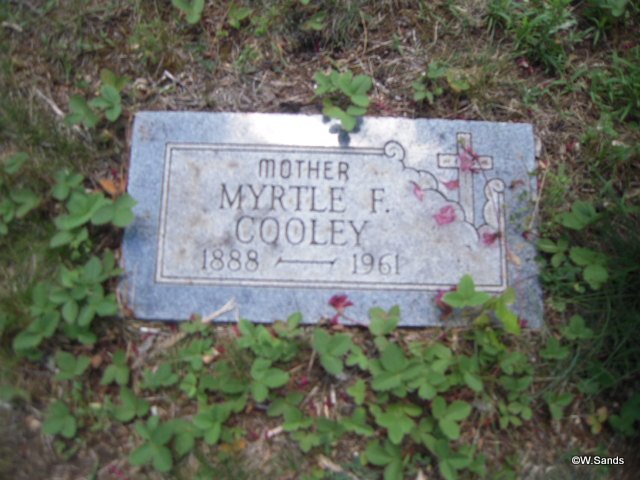 MOTHER
MYRTLE F.
COOLEY
1888 — 1961
©W.Sands